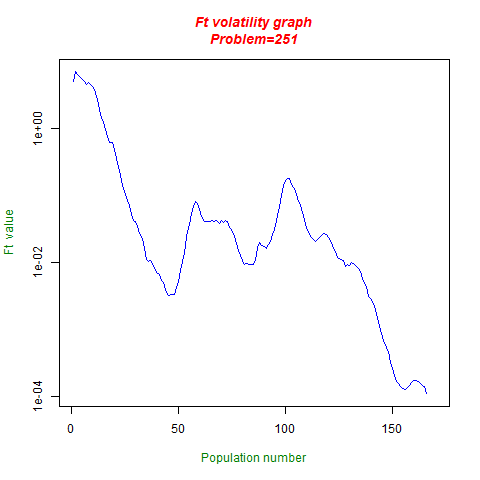 Ft volatility graph
Problem=251
1e+00
1e-02
1e-04
Ft value
0 50 100 150
Population number